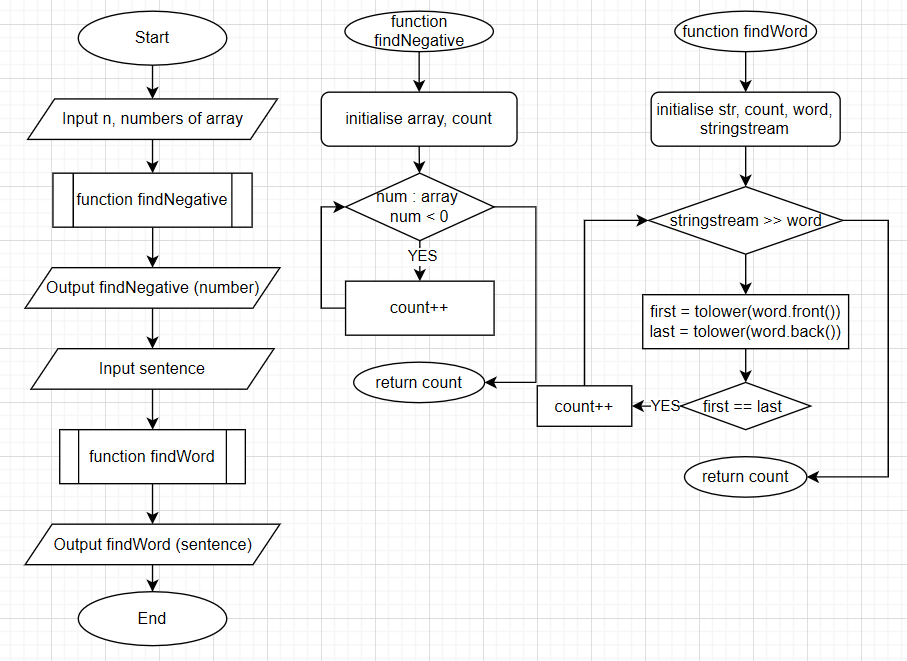 Start
Input n, numbers of array
function findNegative
Output findNegative (number)
Input sentence
function findWord
Output findWord (sentence)
End
function
findNegative
initialise array, count
num : array
num < 0
YES
count++
return count
function findWord
initialise str, count, word,
stringstream
stringstream >> word
first = tolower(word.front())
last = tolower(word.back())
first == last
YES
count++
return count